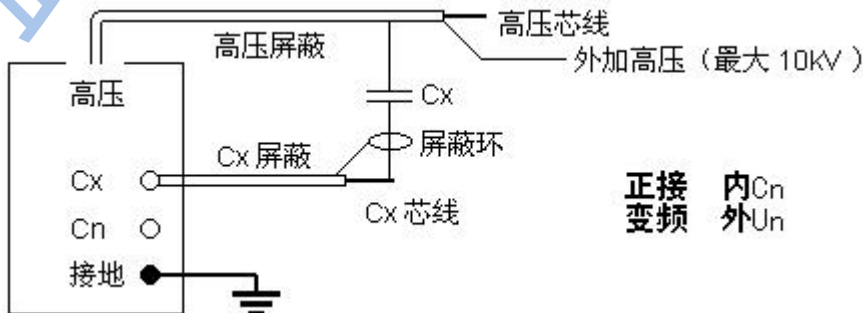 高压芯线
高压屏蔽
外加高压（最大 10KV ）
高压
Cx
屏蔽环
Cx 屏蔽
Cx
Cx 芯线
正接 内Cn
变频 外Un
Cn
接地